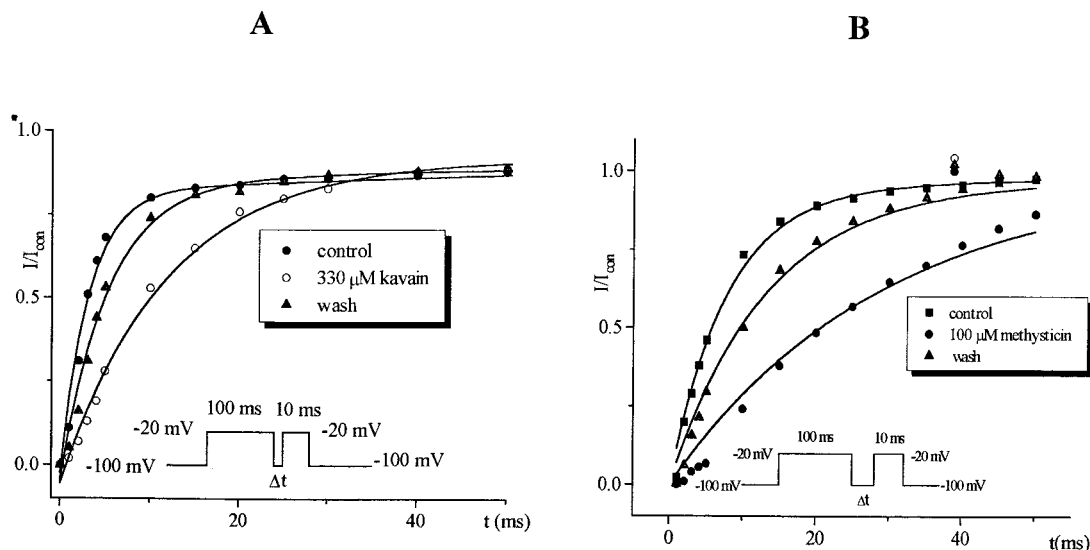 A
B
1.0
0.5
0.0
I/I_con
control
330 μM kavain
wash
100 ms
10 ms
-20 mV
-20 mV
-100 mV
-100 mV
Δt
0
20
40
t (ms)
1.0
0.5
0.0
I/I_con
control
100 μM methysticin
wash
100 ms
10 ms
-20 mV
-20 mV
-100 mV
-100 mV
Δt
0
20
40
t(ms)